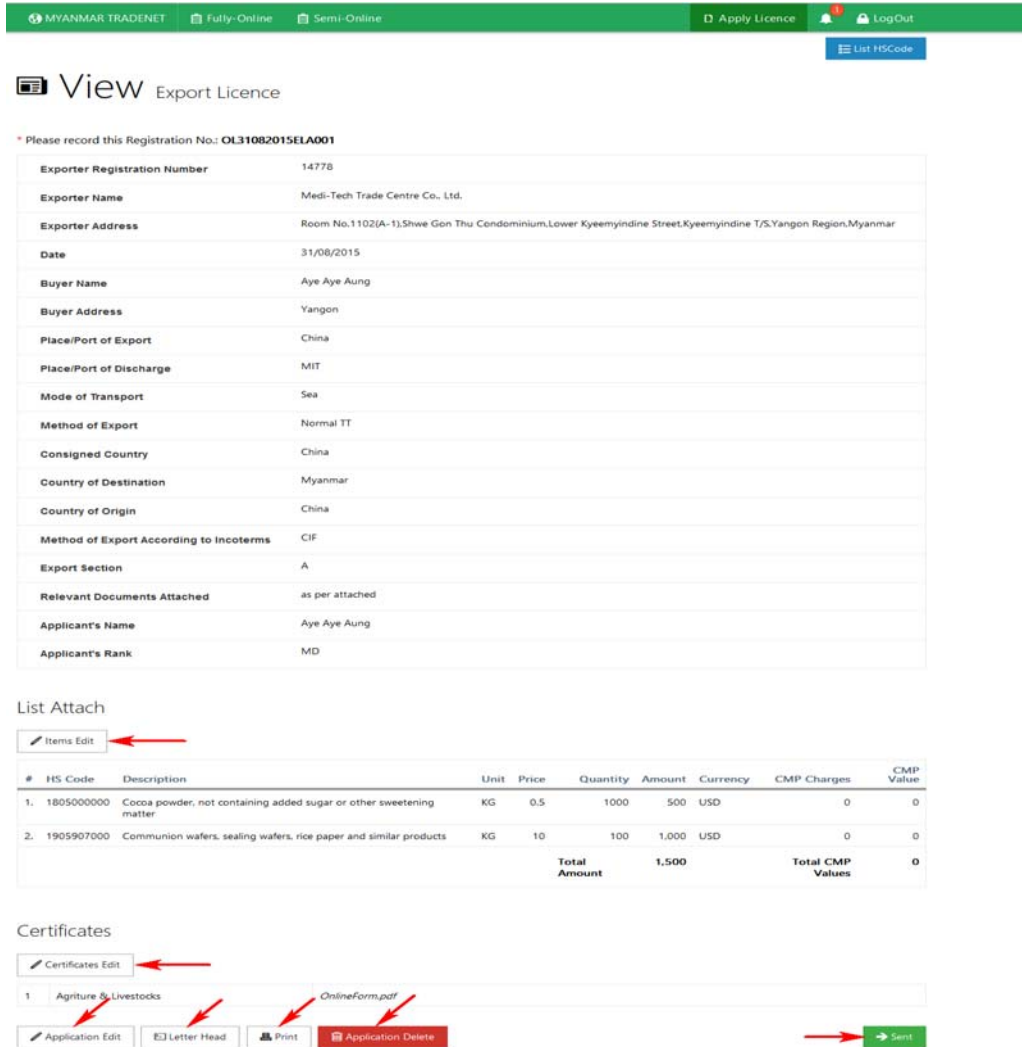 MYANMAR TRADENET Fully-Online Semi-Online Apply Licence 1 LogOut
List HSCode
View Export Licence
* Please record this Registration No.: OL31082015ELA001
Exporter Registration Number 14778
Exporter Name Medi-Tech Trade Centre Co., Ltd.
Exporter Address Room No.1102(A-1),Shwe Gon Thu Condominium,Lower Kyeemyindine Street,Kyeemyindine T/S,Yangon Region,Myanmar
Date 31/08/2015
Buyer Name Aye Aye Aung
Buyer Address Yangon
Place/Port of Export China
Place/Port of Discharge MIT
Mode of Transport Sea
Method of Export Normal TT
Consigned Country China
Country of Destination Myanmar
Country of Origin China
Method of Export According to Incoterms CIF
Export Section A
Relevant Documents Attached as per attached
Applicant's Name Aye Aye Aung
Applicant's Rank MD
List Attach
Items Edit
# HS Code Description Unit Price Quantity Amount Currency CMP Charges CMP Value
1. 1805000000 Cocoa powder, not containing added sugar or other sweetening matter KG 0.5 1000 500 USD 0 0
2. 1905907000 Communion wafers, sealing wafers, rice paper and similar products KG 10 100 1,000 USD 0 0
Total Amount 1,500 Total CMP Values 0
Certificates
Certificates Edit
1 Agriture & Livestocks OnlineForm.pdf
Application Edit Letter Head Print Application Delete Sent